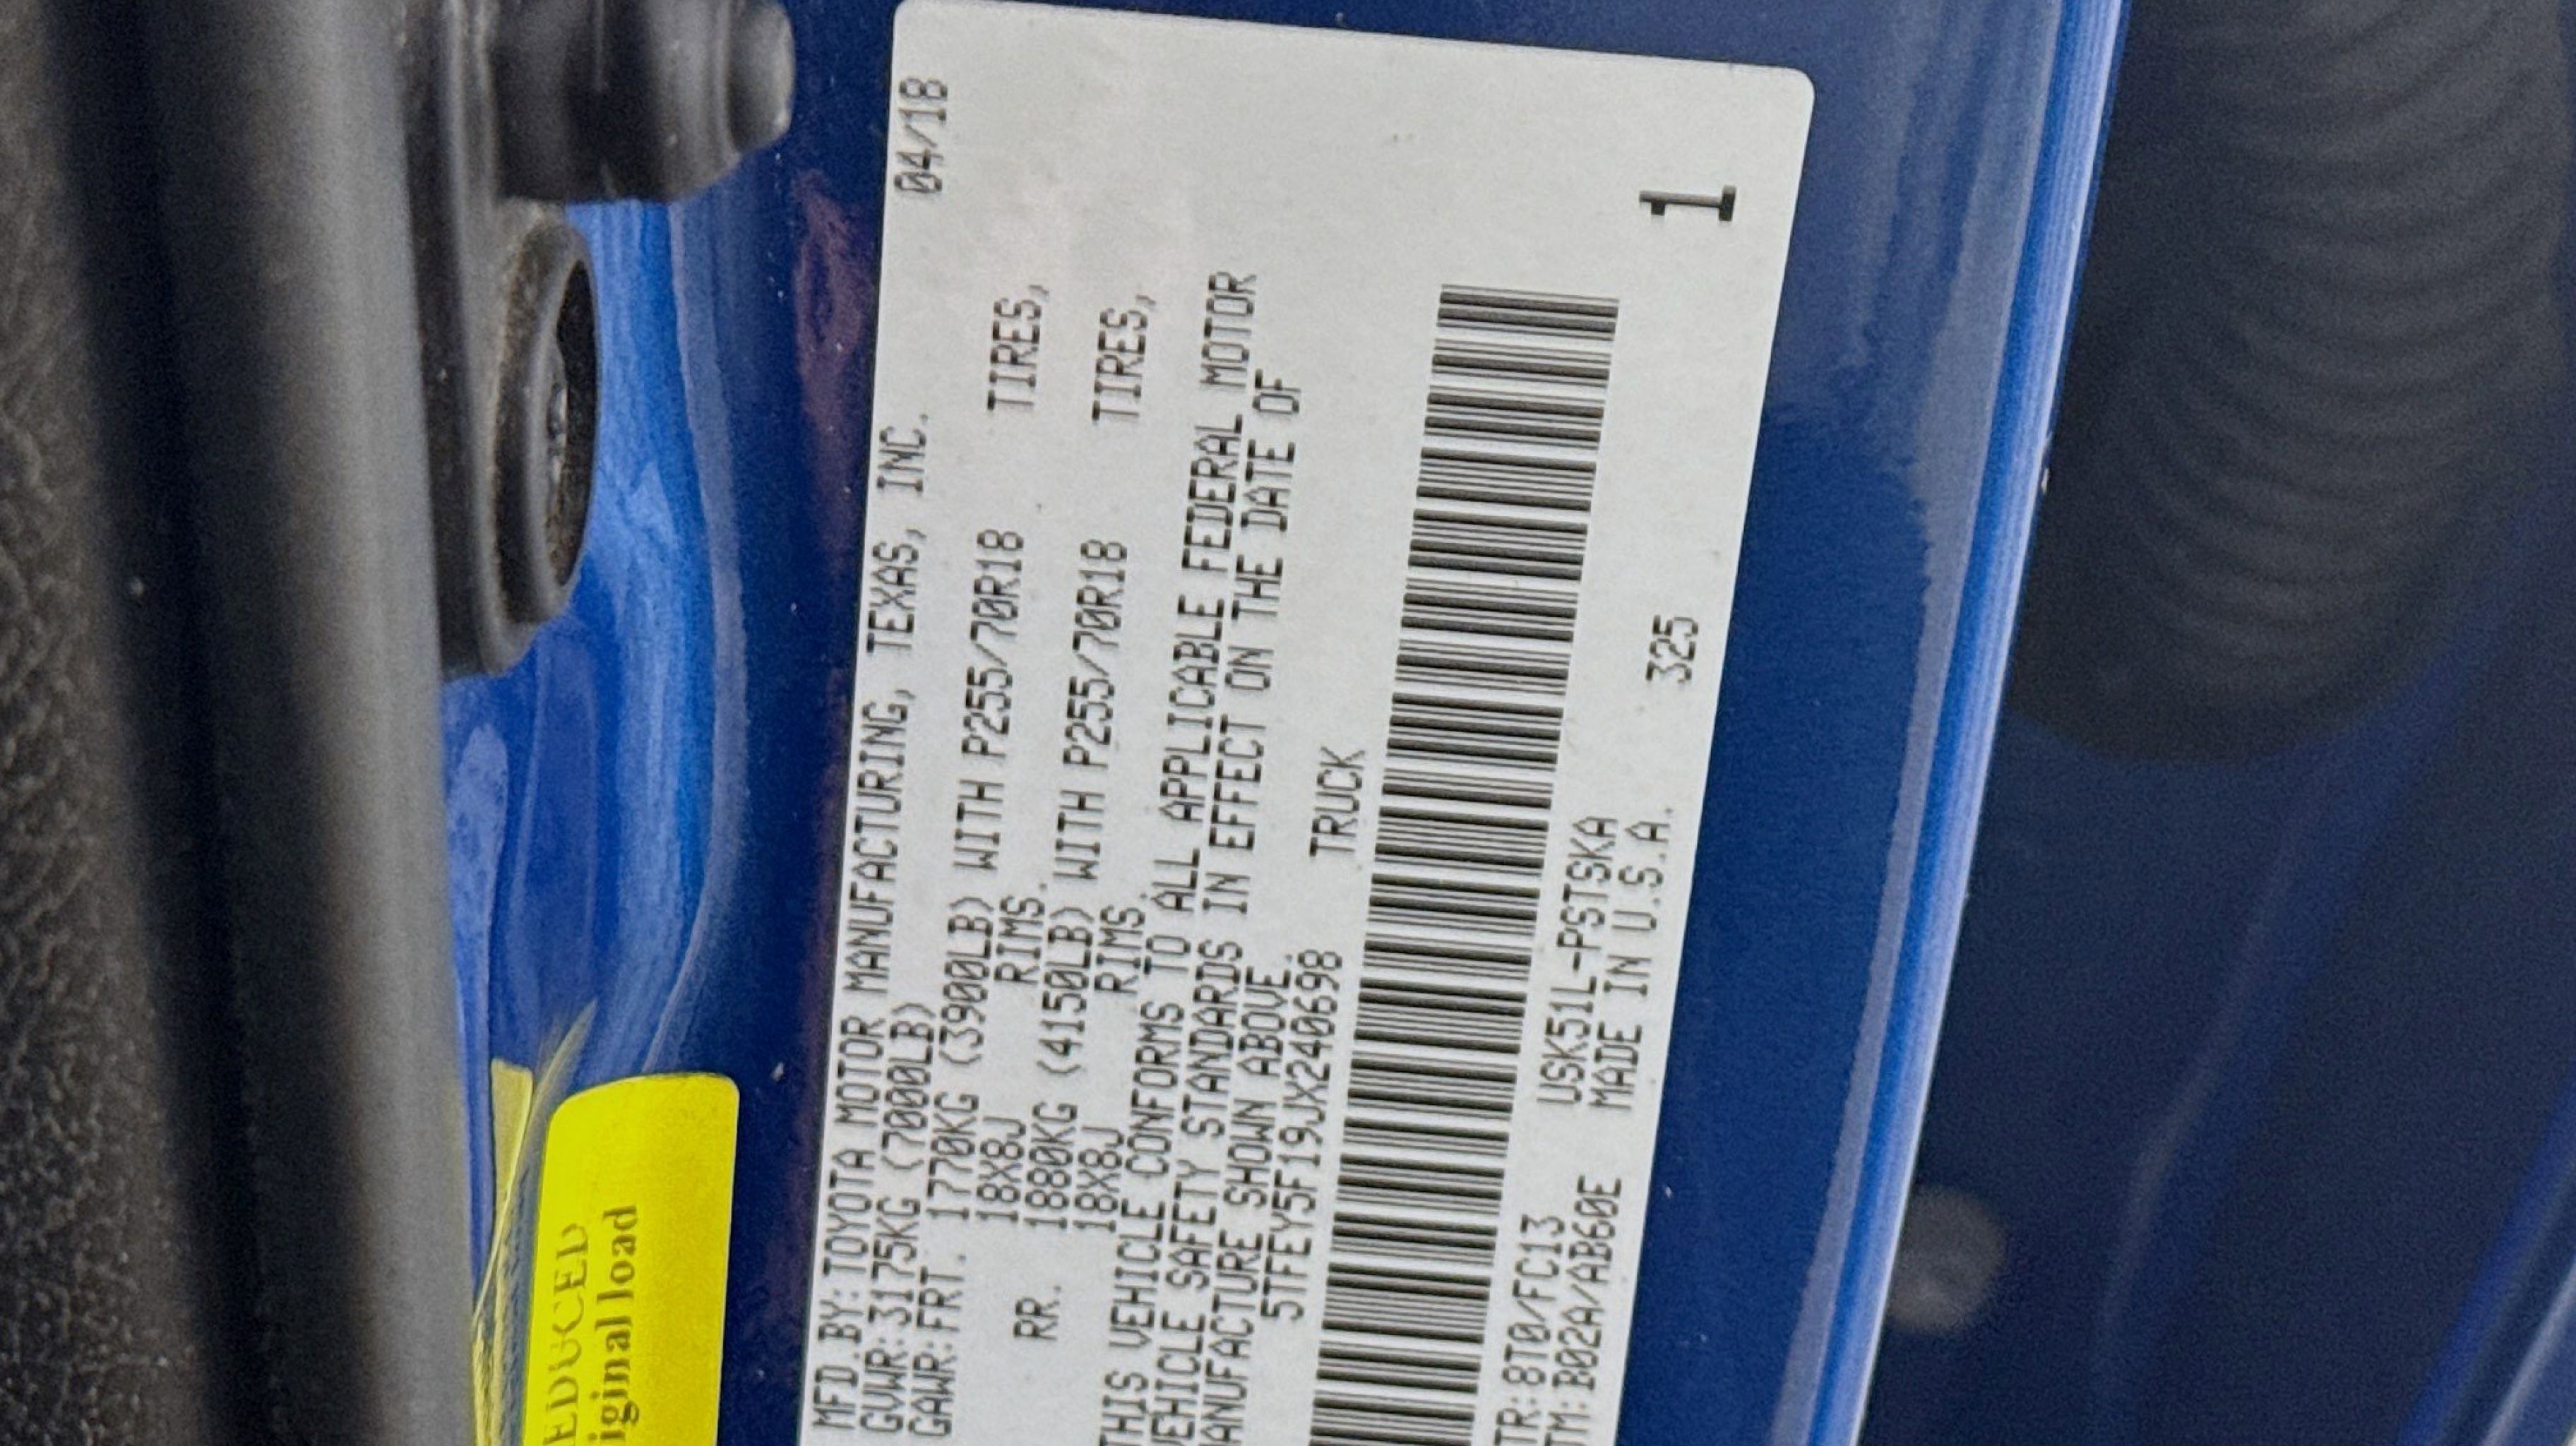 MFD.BY:TOYOTA MOTOR MANUFACTURING, TEXAS, INC. 04/18
GVWR:3175KG (7000LB)
GAWR:FRT. 1770KG (3900LB) WITH P255/70R18 TIRES,
18X8J RIMS.
RR. 1880KG (4150LB) WITH P255/70R18 TIRES,
18X8J RIMS
THIS VEHICLE CONFORMS TO ALL APPLICABLE FEDERAL MOTOR
VEHICLE SAFETY STANDARDS IN EFFECT ON THE DATE OF
ANUFACTURE SHOWN ABOVE.
5TFEY5F19JX240698 TRUCK
TR:8T0/FC13 USK51L-PSTSKA
TM:B02A/AB60E MADE IN U.S.A. 325
1
EDUCED
iginal load